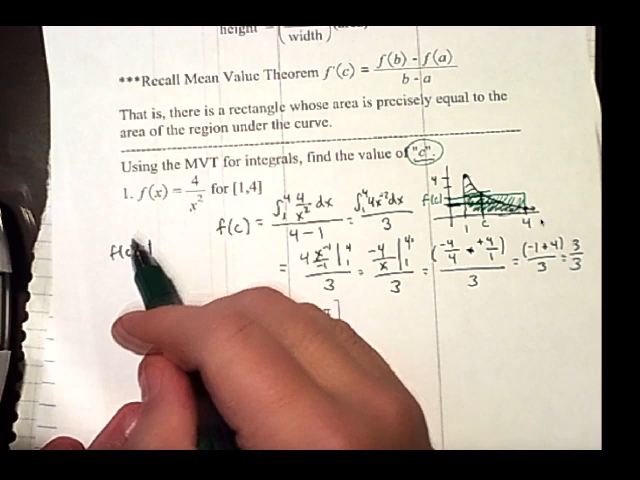 height = (1/width)(area)
***Recall Mean Value Theorem f'(c) = (f(b) - f(a))/(b - a)
That is, there is a rectangle whose area is precisely equal to the
area of the region under the curve.
Using the MVT for integrals, find the value of "c".
1. f(x) = 4/x² for [1,4]
f(c) = (∫₁⁴ 4/x² dx)/(4 - 1) = (∫₁⁴ 4x⁻² dx)/3
4
f(c)
1 c 4
= (4 x⁻¹/-1 |₁⁴)/3 = (-4/x |₁⁴)/3 = (-4/4 + +4/1)/3 = (-1+4)/3 = 3/3